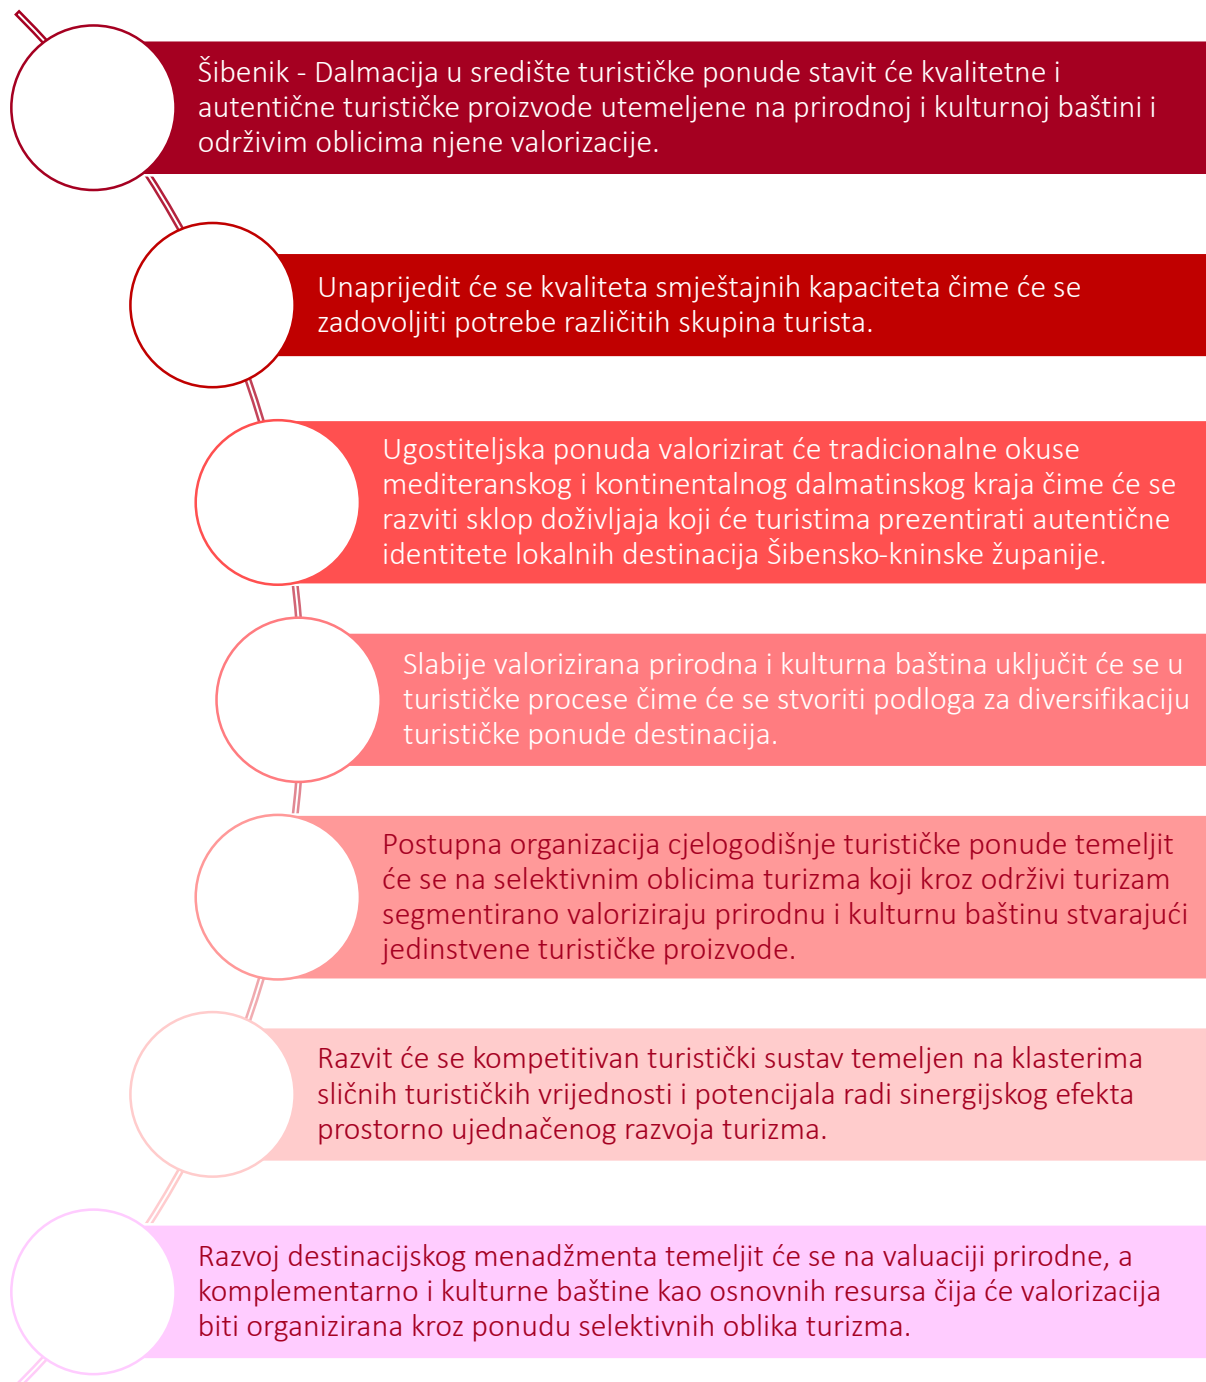 Šibenik - Dalmacija u središte turističke ponude stavit će kvalitetne i
autentične turističke proizvode utemeljene na prirodnoj i kulturnoj baštini i
održivim oblicima njene valorizacije.
Unaprijedit će se kvaliteta smještajnih kapaciteta čime će se
zadovoljiti potrebe različitih skupina turista.
Ugostiteljska ponuda valorizirat će tradicionalne okuse
mediteranskog i kontinentalnog dalmatinskog kraja čime će se
razviti sklop doživljaja koji će turistima prezentirati autentične
identitete lokalnih destinacija Šibensko-kninske županije.
Slabije valorizirana prirodna i kulturna baština uključit će se u
turističke procese čime će se stvoriti podloga za diversifikaciju
turističke ponude destinacija.
Postupna organizacija cjelogodišnje turističke ponude temeljit
će se na selektivnim oblicima turizma koji kroz održivi turizam
segmentirano valoriziraju prirodnu i kulturnu baštinu stvarajući
jedinstvene turističke proizvode.
Razvit će se kompetitivan turistički sustav temeljen na klasterima
sličnih turističkih vrijednosti i potencijala radi sinergijskog efekta
prostorno ujednačenog razvoja turizma.
Razvoj destinacijskog menadžmenta temeljit će se na valuaciji prirodne, a
komplementarno i kulturne baštine kao osnovnih resursa čija će valorizacija
biti organizirana kroz ponudu selektivnih oblika turizma.